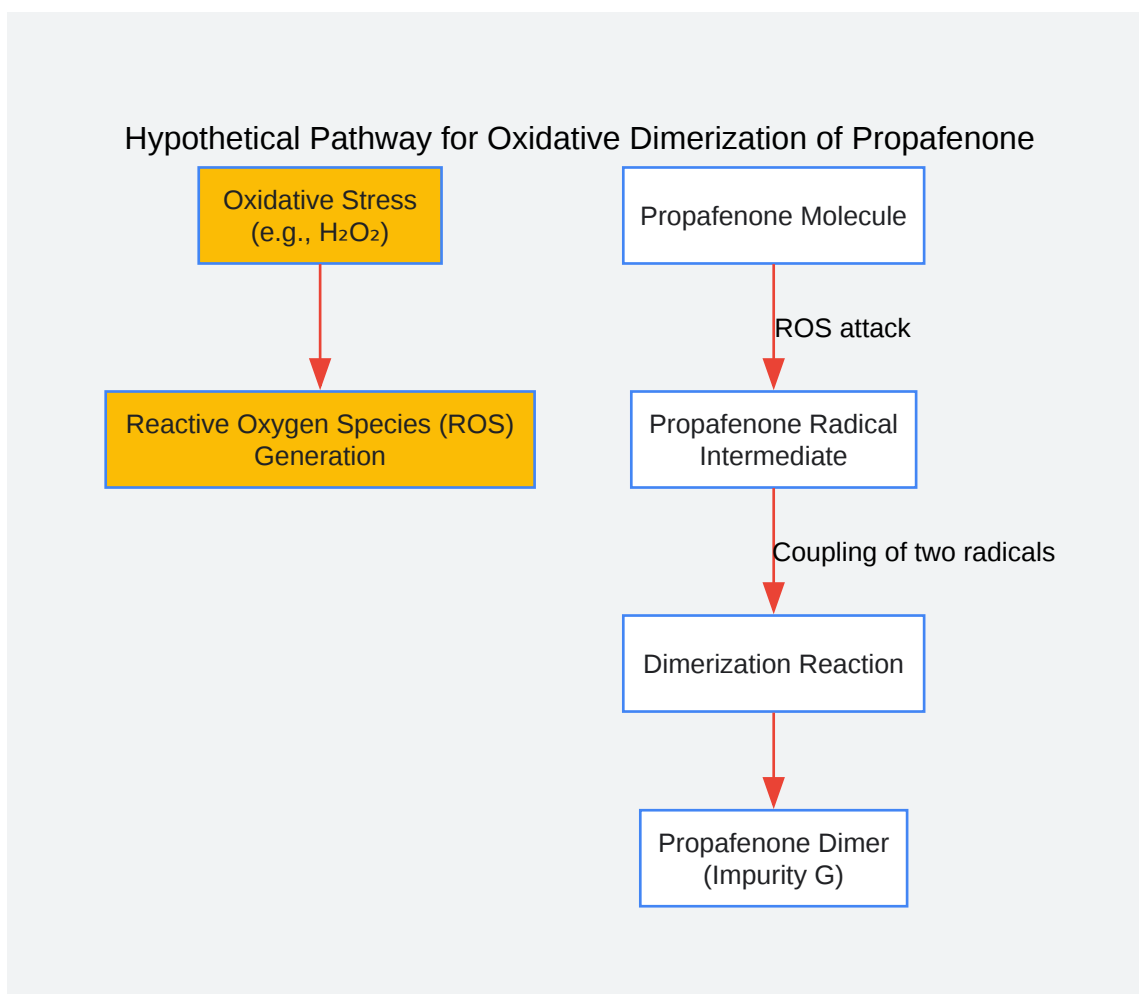 Hypothetical Pathway for Oxidative Dimerization of Propafenone
Oxidative Stress
(e.g., H₂O₂)
Propafenone Molecule
ROS attack
Reactive Oxygen Species (ROS)
Generation
Propafenone Radical
Intermediate
Coupling of two radicals
Dimerization Reaction
Propafenone Dimer
(Impurity G)